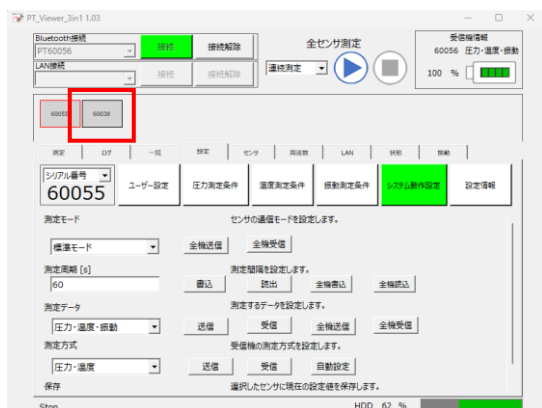 PT_Viewer_3in1 1.03
Bluetooth接続
PT60056
接続
接続解除
LAN接続
接続
接続解除
全センサ測定
連続測定
受信機情報
60056 圧力・温度・振動
100 %
60055
60038
測定 ログ 一覧 設定 センサ 周波数 LAN 状態 振動
シリアル番号
60055
ユーザー設定
圧力測定条件
温度測定条件
振動測定条件
システム動作設定
設定情報
測定モード
センサの通信モードを設定します。
標準モード
全機送信
全機受信
測定周期 [s]
測定間隔を設定します。
60
書込
読出
全機書込
全機読込
測定データ
測定するデータを設定します。
圧力・温度・振動
送信
受信
全機送信
全機受信
測定方式
受信機の測定方式を設定します。
圧力・温度
送信
受信
自動設定
保存
選択したセンサに現在の設定値を保存します。
Stop
HDD 62 %